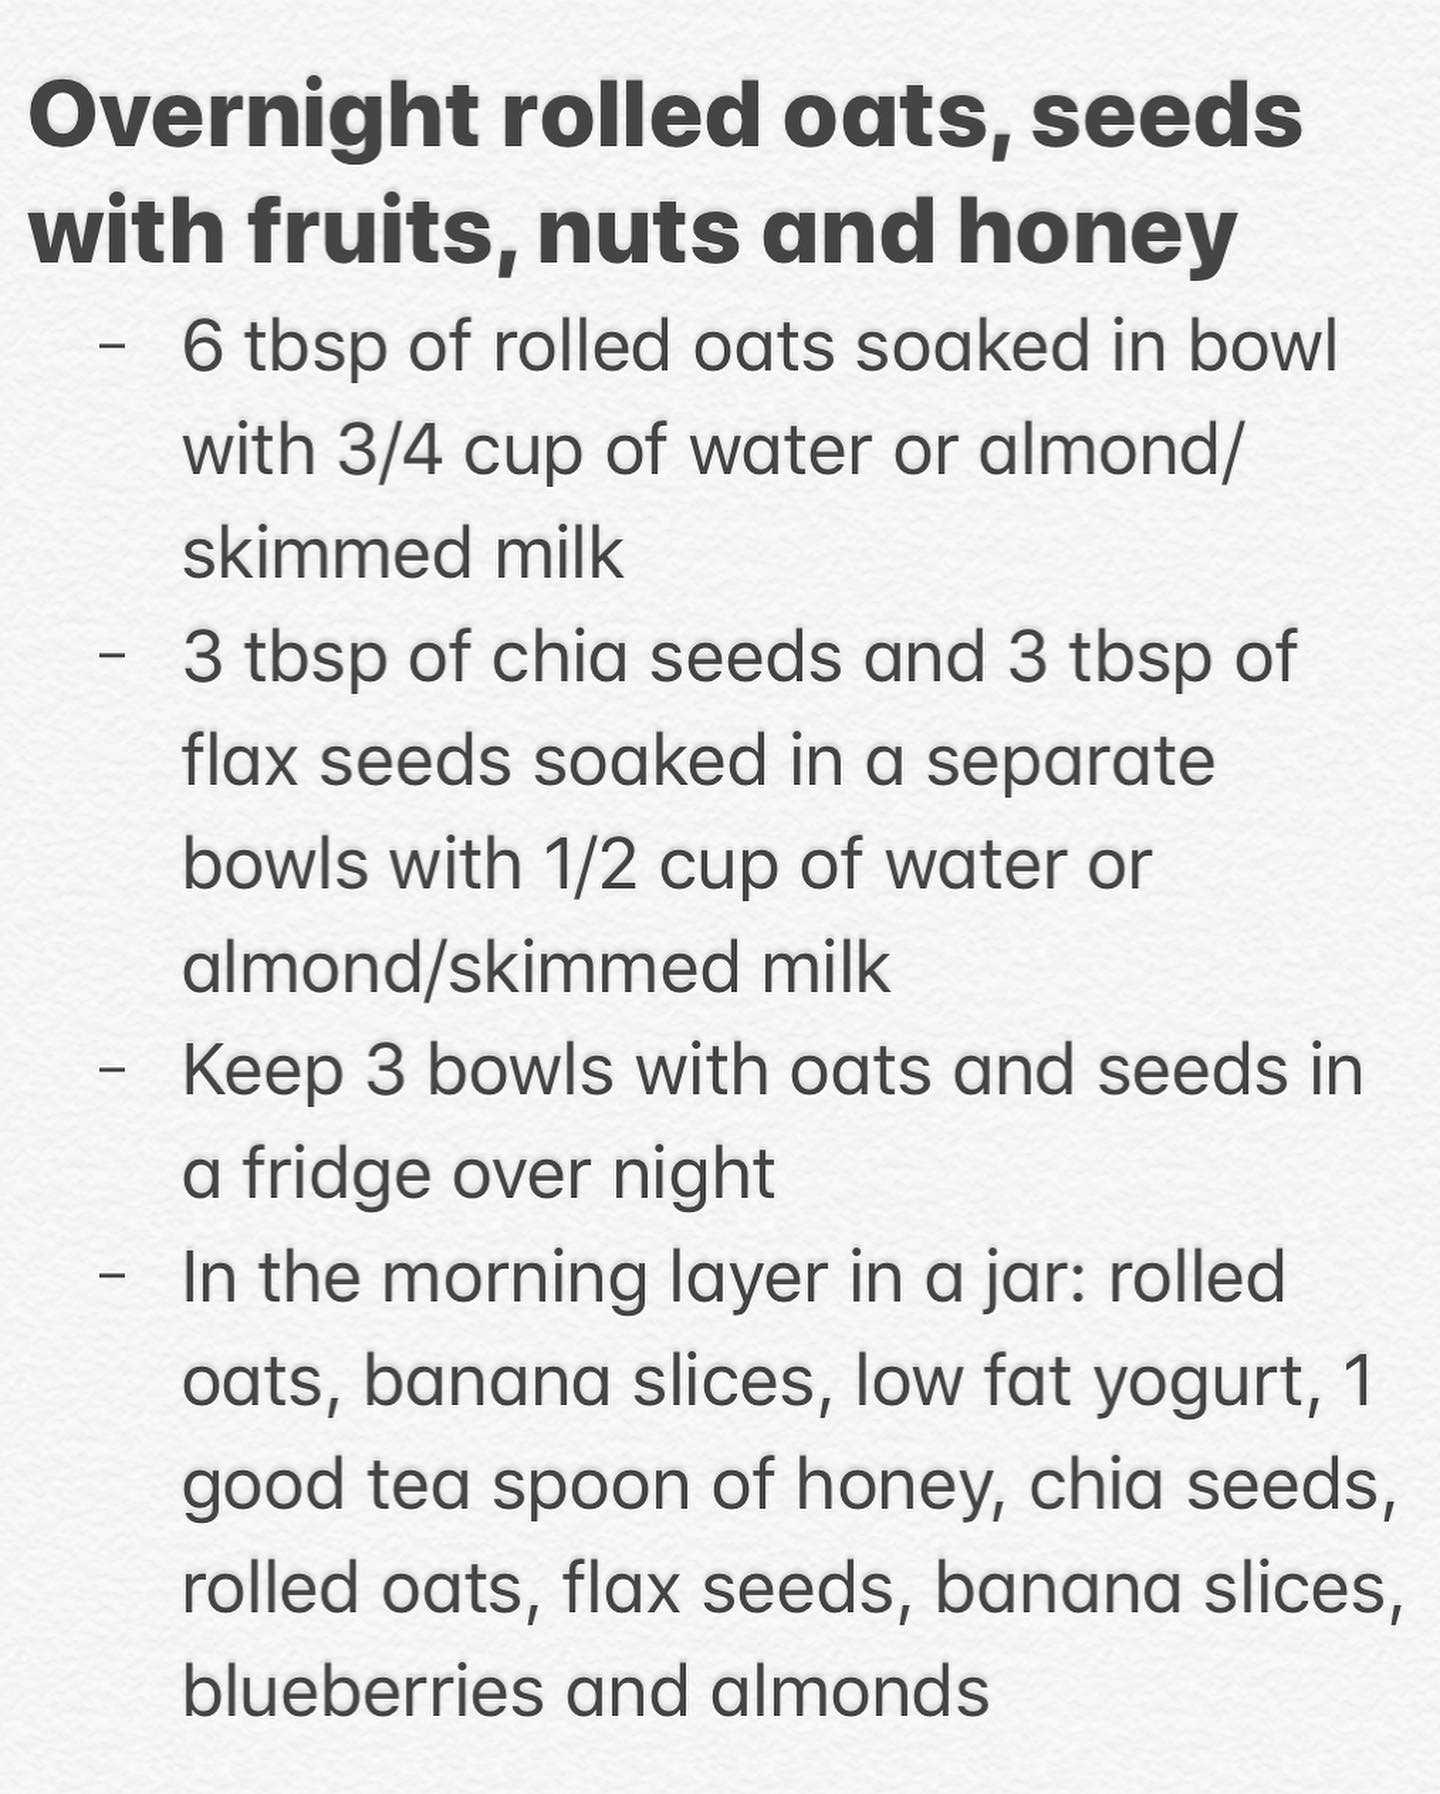 Overnight rolled oats, seeds
with fruits, nuts and honey
– 6 tbsp of rolled oats soaked in bowl
with 3/4 cup of water or almond/
skimmed milk
– 3 tbsp of chia seeds and 3 tbsp of
flax seeds soaked in a separate
bowls with 1/2 cup of water or
almond/skimmed milk
– Keep 3 bowls with oats and seeds in
a fridge over night
– In the morning layer in a jar: rolled
oats, banana slices, low fat yogurt, 1
good tea spoon of honey, chia seeds,
rolled oats, flax seeds, banana slices,
blueberries and almonds